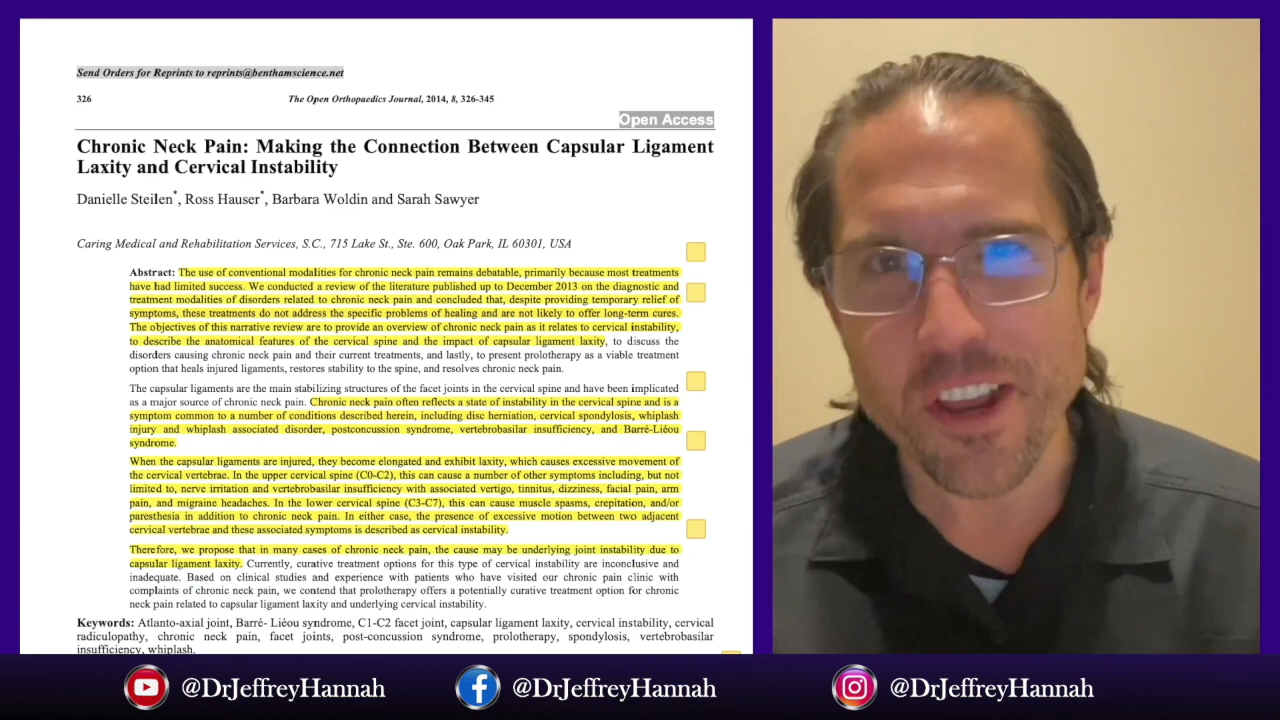 Send Orders for Reprints to reprints@benthamscience.net
326 The Open Orthopaedics Journal, 2014, 8, 326-345
Open Access
Chronic Neck Pain: Making the Connection Between Capsular Ligament
Laxity and Cervical Instability
Danielle Steilen*, Ross Hauser*, Barbara Woldin and Sarah Sawyer
Caring Medical and Rehabilitation Services, S.C., 715 Lake St., Ste. 600, Oak Park, IL 60301, USA
Abstract: The use of conventional modalities for chronic neck pain remains debatable, primarily because most treatments
have had limited success. We conducted a review of the literature published up to December 2013 on the diagnostic and
treatment modalities of disorders related to chronic neck pain and concluded that, despite providing temporary relief of
symptoms, these treatments do not address the specific problems of healing and are not likely to offer long-term cures.
The objectives of this narrative review are to provide an overview of chronic neck pain as it relates to cervical instability,
to describe the anatomical features of the cervical spine and the impact of capsular ligament laxity, to discuss the
disorders causing chronic neck pain and their current treatments, and lastly, to present prolotherapy as a viable treatment
option that heals injured ligaments, restores stability to the spine, and resolves chronic neck pain.
The capsular ligaments are the main stabilizing structures of the facet joints in the cervical spine and have been implicated
as a major source of chronic neck pain. Chronic neck pain often reflects a state of instability in the cervical spine and is a
symptom common to a number of conditions described herein, including disc herniation, cervical spondylosis, whiplash
injury and whiplash associated disorder, postconcussion syndrome, vertebrobasilar insufficiency, and Barré-Liéou
syndrome.
When the capsular ligaments are injured, they become elongated and exhibit laxity, which causes excessive movement of
the cervical vertebrae. In the upper cervical spine (C0-C2), this can cause a number of other symptoms including, but not
limited to, nerve irritation and vertebrobasilar insufficiency with associated vertigo, tinnitus, dizziness, facial pain, arm
pain, and migraine headaches. In the lower cervical spine (C3-C7), this can cause muscle spasms, crepitation, and/or
paresthesia in addition to chronic neck pain. In either case, the presence of excessive motion between two adjacent
cervical vertebrae and these associated symptoms is described as cervical instability.
Therefore, we propose that in many cases of chronic neck pain, the cause may be underlying joint instability due to
capsular ligament laxity. Currently, curative treatment options for this type of cervical instability are inconclusive and
inadequate. Based on clinical studies and experience with patients who have visited our chronic pain clinic with
complaints of chronic neck pain, we contend that prolotherapy offers a potentially curative treatment option for chronic
neck pain related to capsular ligament laxity and underlying cervical instability.
Keywords: Atlanto-axial joint, Barré- Liéou syndrome, C1-C2 facet joint, capsular ligament laxity, cervical instability, cervical
radiculopathy, chronic neck pain, facet joints, post-concussion syndrome, prolotherapy, spondylosis, vertebrobasilar
insufficiency, whiplash.
@DrJeffreyHannah @DrJeffreyHannah @DrJeffreyHannah